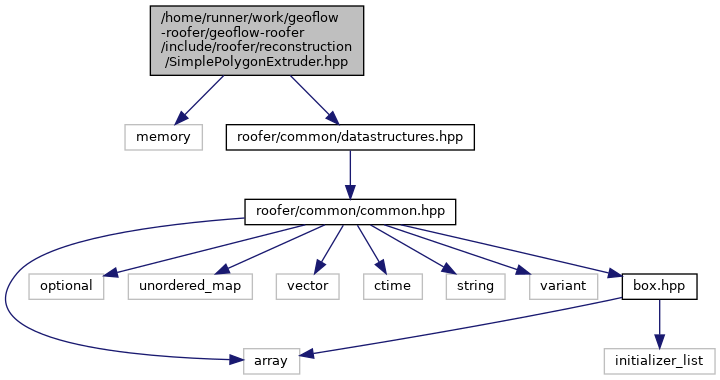 /home/runner/work/geoflow
-roofer/geoflow-roofer
/include/roofer/reconstruction
/SimplePolygonExtruder.hpp
memory
roofer/common/datastructures.hpp
roofer/common/common.hpp
optional
unordered_map
vector
ctime
string
variant
box.hpp
array
initializer_list